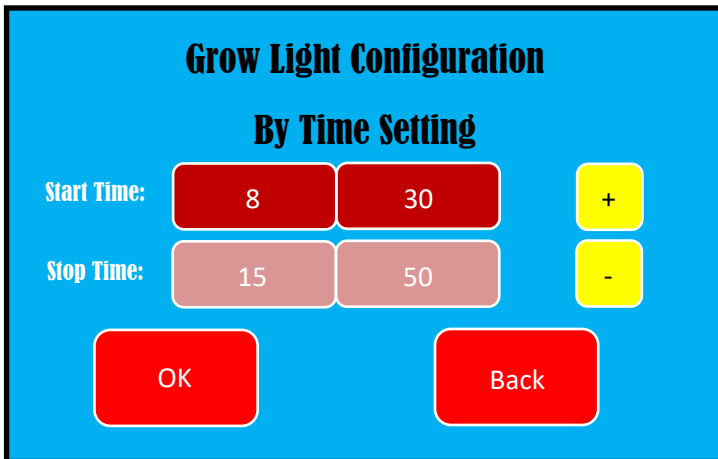 Grow Light Configuration
By Time Setting
Start Time: 8 30 +
Stop Time: 15 50 -
OK Back